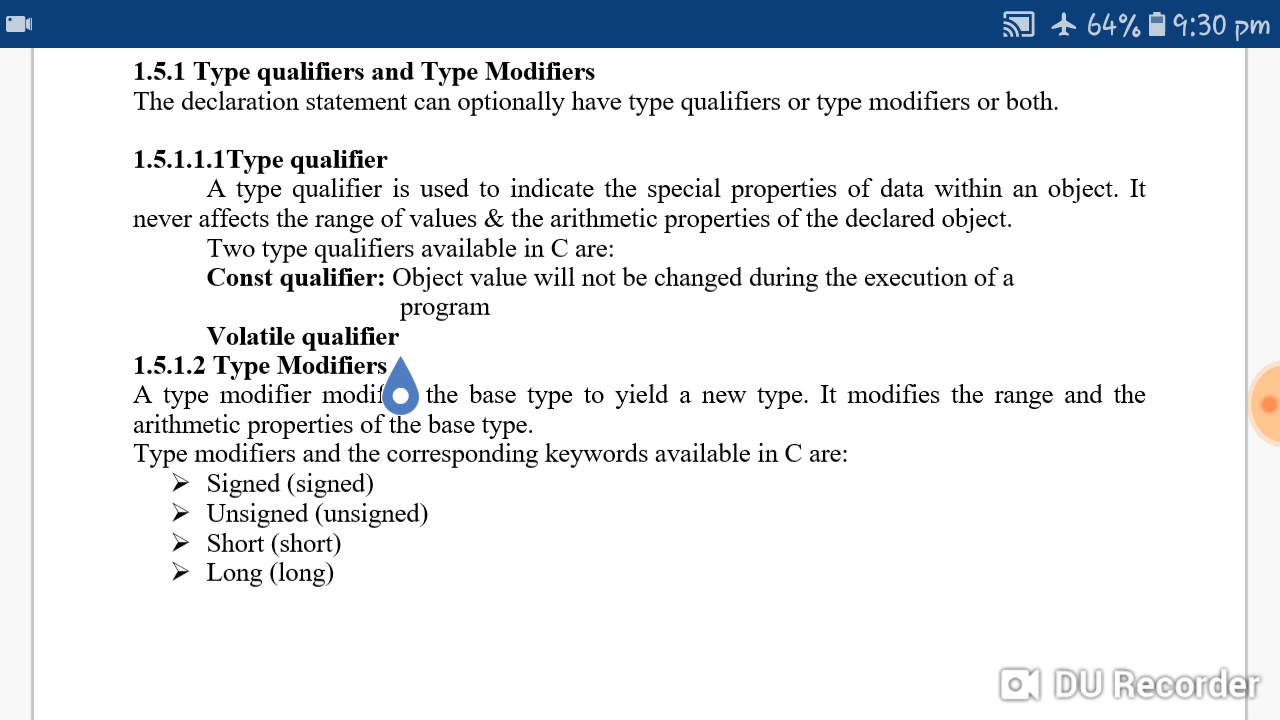 64% 9:30 pm
1.5.1 Type qualifiers and Type Modifiers
The declaration statement can optionally have type qualifiers or type modifiers or both.
1.5.1.1.1Type qualifier
A type qualifier is used to indicate the special properties of data within an object. It
never affects the range of values & the arithmetic properties of the declared object.
Two type qualifiers available in C are:
Const qualifier: Object value will not be changed during the execution of a
program
Volatile qualifier
1.5.1.2 Type Modifiers
A type modifier the base type to yield a new type. It modifies the range and the
arithmetic properties of the base type.
Type modifiers and the corresponding keywords available in C are:
➢ Signed (signed)
➢ Unsigned (unsigned)
➢ Short (short)
➢ Long (long)
DU Recorder